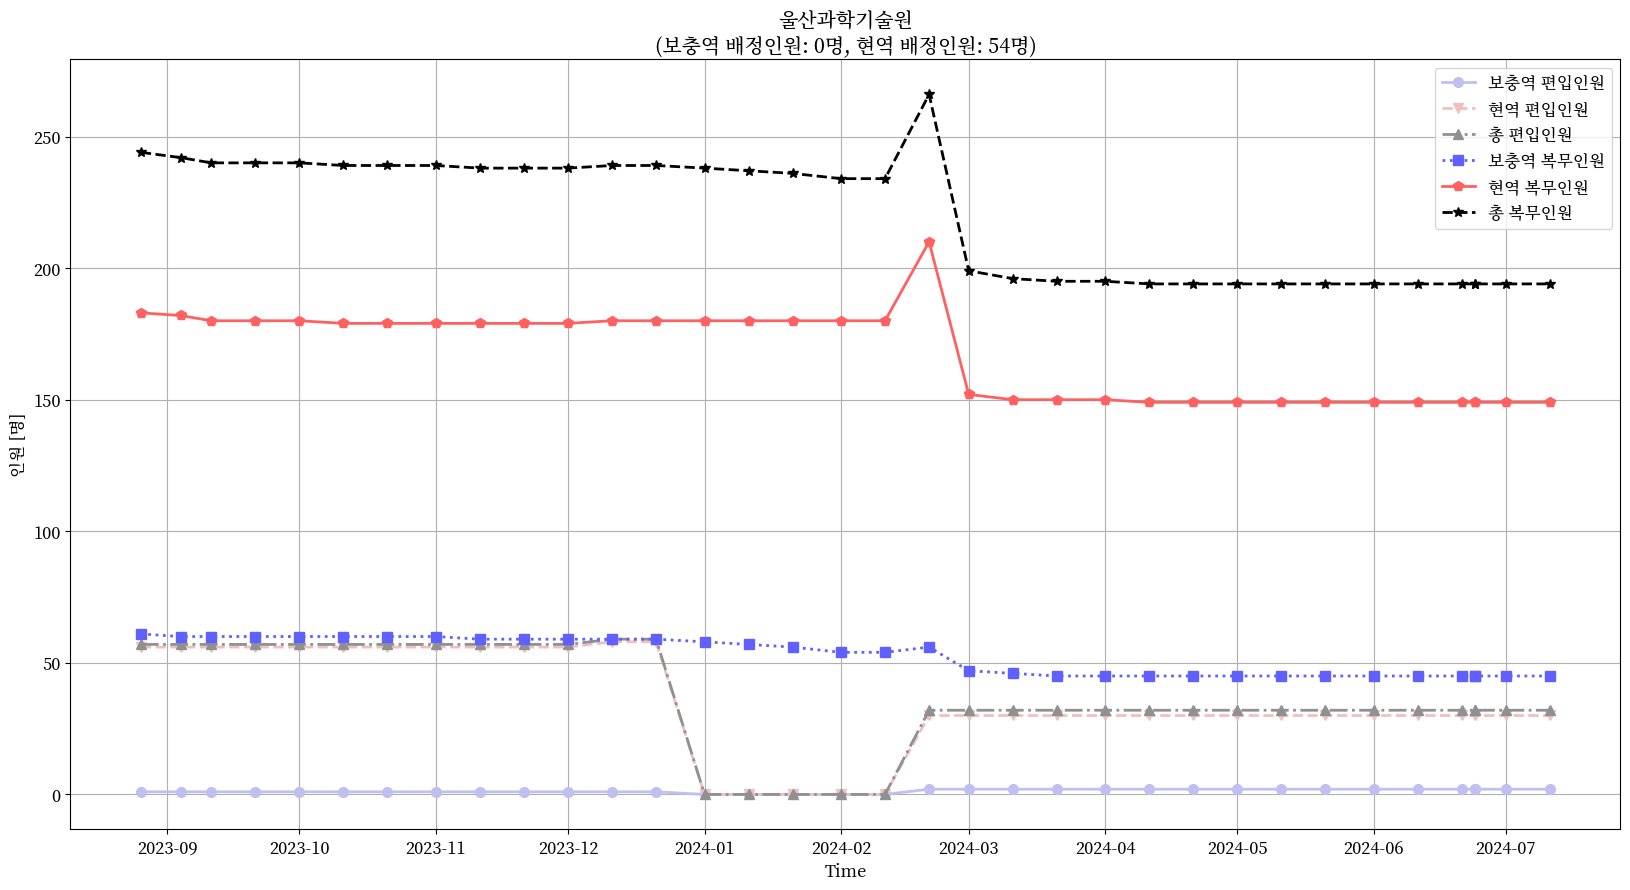 울산과학기술원
(보충역 배정인원: 0명, 현역 배정인원: 54명)
보충역 편입인원
현역 편입인원
총 편입인원
보충역 복무인원
현역 복무인원
총 복무인원
인원 [명]
250
200
150
100
50
0
2023-09
2023-10
2023-11
2023-12
2024-01
2024-02
2024-03
2024-04
2024-05
2024-06
2024-07
Time